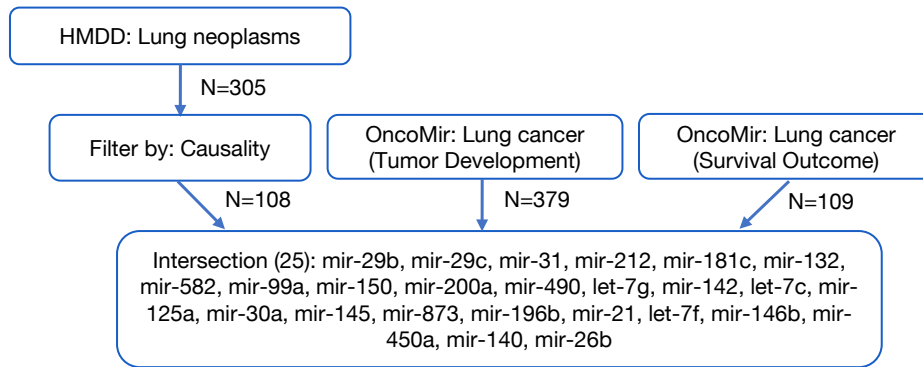 HMDD: Lung neoplasms
N=305
Filter by: Causality
OncoMir: Lung cancer
(Tumor Development)
OncoMir: Lung cancer
(Survival Outcome)
N=108
N=379
N=109
Intersection (25): mir-29b, mir-29c, mir-31, mir-212, mir-181c, mir-132,
mir-582, mir-99a, mir-150, mir-200a, mir-490, let-7g, mir-142, let-7c, mir-
125a, mir-30a, mir-145, mir-873, mir-196b, mir-21, let-7f, mir-146b, mir-
450a, mir-140, mir-26b